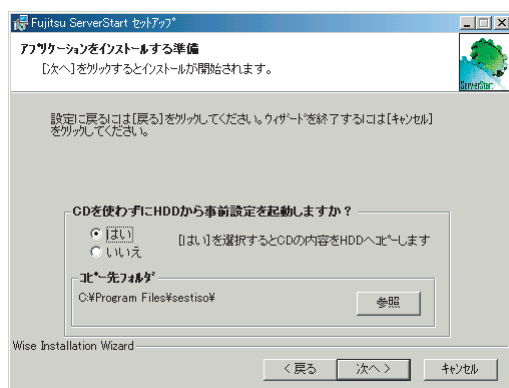 Fujitsu ServerStart ｾｯﾄｱｯﾌﾟ
ｱﾌﾟﾘｹｰｼｮﾝをｲﾝｽﾄｰﾙする準備
[次へ]をｸﾘｯｸするとｲﾝｽﾄｰﾙが開始されます。
ServerStart
設定に戻るには[戻る]をｸﾘｯｸしてください。ｳｨｻﾞｰﾄﾞを終了するには[ｷｬﾝｾﾙ]
をｸﾘｯｸしてください。
CDを使わずにHDDから事前設定を起動しますか？
はい
[はい]を選択するとCDの内容をHDDへｺﾋﾟｰします
いいえ
ｺﾋﾟｰ先ﾌｫﾙﾀﾞ
C:¥Program Files¥sestiso¥
参照
Wise Installation Wizard
< 戻る
次へ >
ｷｬﾝｾﾙ